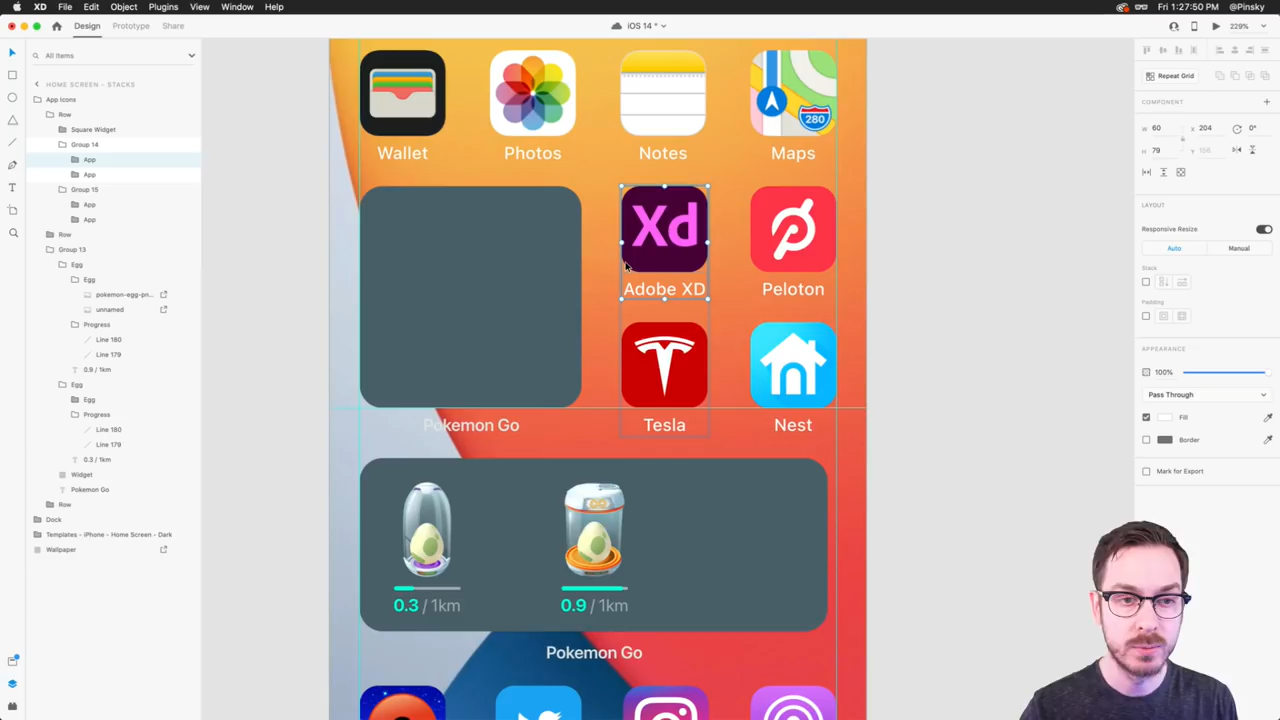 XD File Edit Object Plugins View Window Help
1:27:50 PM @Pinsky
Design Prototype Share
iOS 14 *
229%
All Items
HOME SCREEN - STACKS
App Icons
Row
Square Widget
Group 14
App
App
Group 15
App
App
Row
Group 13
Egg
Egg
pokemon-egg-pn...
unnamed
Progress
Line 180
Line 179
0.9 / 1km
Egg
Egg
Progress
Line 180
Line 179
0.3 / 1km
Widget
Pokemon Go
Row
Dock
Templates - iPhone - Home Screen - Dark
Wallpaper
280
Wallet Photos Notes Maps
Xd
Adobe XD Peloton
Pokemon Go Tesla Nest
0.3 / 1km 0.9 / 1km
Pokemon Go
Repeat Grid
COMPONENT
W 60 X 204 0°
H 79 Y 156
LAYOUT
Responsive Resize
Auto Manual
Stack
Padding
APPEARANCE
100%
Pass Through
Fill
Border
Mark for Export